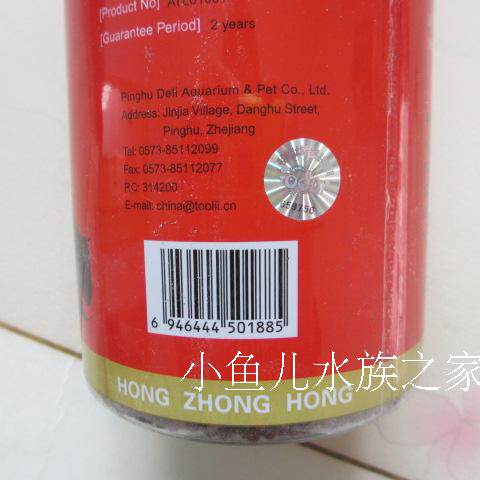 [Product No]
[Guarantee Period] 2 years
Pinghu Deli Aquarium & Pet Co., Ltd.
Address: Jinjia Village, Danghu Street,
Pinghu, Zhejiang
Tel: 0573-85112099
Fax: 0573-85112077
P.C: 314200
E-mail: china@toolii.cn
6 946444 501885
小鱼儿水族之家
HONG ZHONG HONG